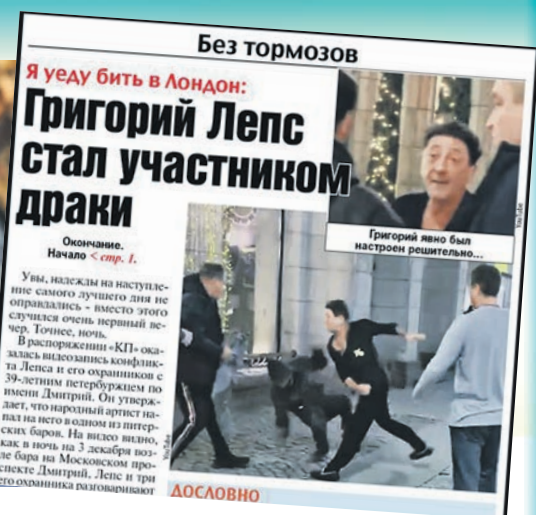 Без тормозов
Я уеду бить в Лондон:
Григорий Лепс
стал участником
драки
Окончание.
Начало < стр. 1.
Григорий явно был
настроен решительно...
YouTube
Увы, надежды на наступле-
ние самого лучшего дня не
оправдались - вместо этого
случился очень нервный ве-
чер. Точнее, ночь.
В распоряжении «КП» ока-
залась видеозапись конфлик-
та Лепса и его охранников с
39-летним петербуржцем по
имени Дмитрий. Он утверж-
дает, что народный артист на-
пал на него в одном из питер-
ских баров. На видео видно,
как в ночь на 3 декабря воз-
ле бара на Московском про-
спекте Дмитрий, Лепс и три
его охранника разговаривают
YouTube
ДОСЛОВНО